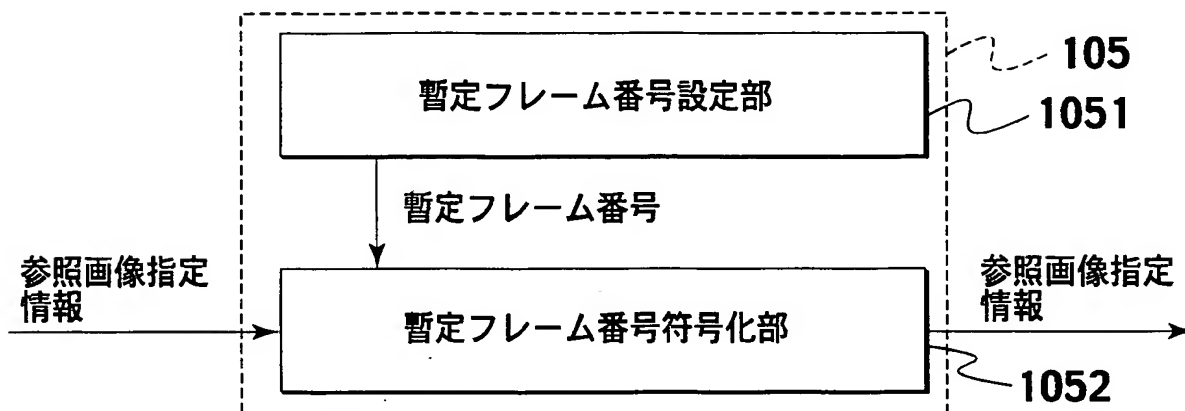 105
暫定フレーム番号設定部
1051
暫定フレーム番号
参照画像指定
情報
暫定フレーム番号符号化部
参照画像指定
情報
1052